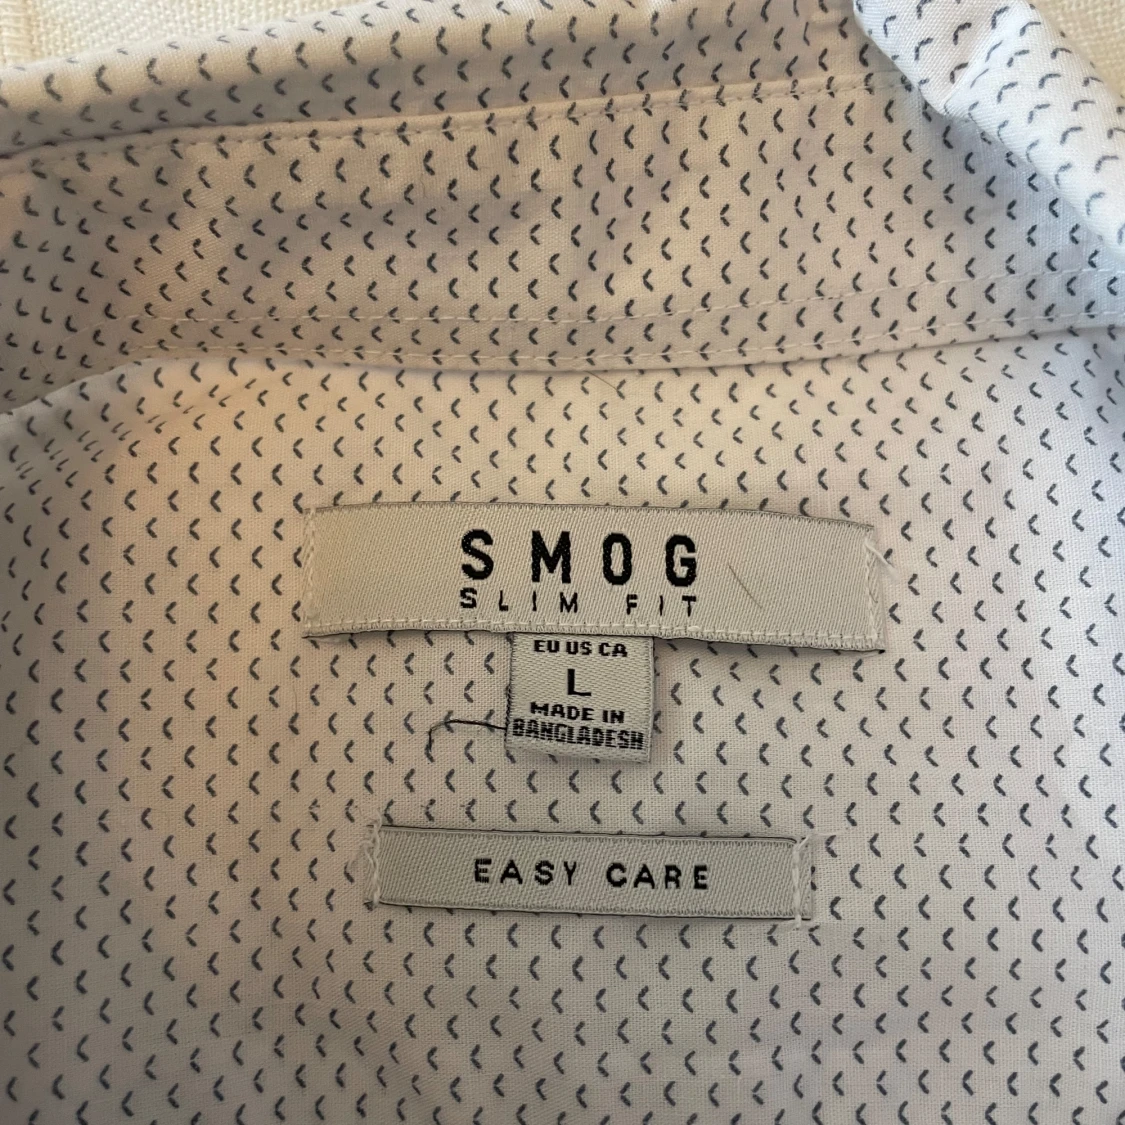 SMOG
SLIM FIT
EU US CA
L
MADE IN
BANGLADESH
EASY CARE